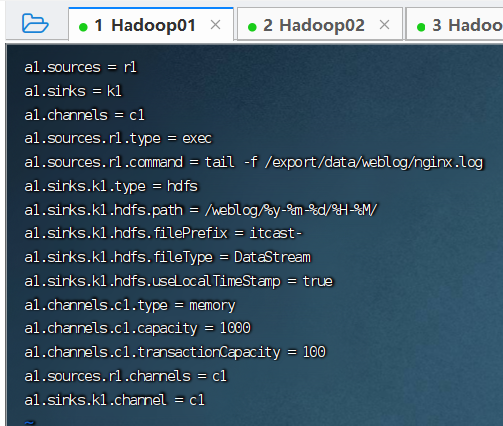 1 Hadoop01 × 2 Hadoop02 × 3 Hadoo
a1.sources = r1
a1.sinks = k1
a1.channels = c1
a1.sources.r1.type = exec
a1.sources.r1.command = tail -f /export/data/weblog/nginx.log
a1.sinks.k1.type = hdfs
a1.sinks.k1.hdfs.path = /weblog/%y-%m-%d/%H-%M/
a1.sinks.k1.hdfs.filePrefix = itcast-
a1.sinks.k1.hdfs.fileType = DataStream
a1.sinks.k1.hdfs.useLocalTimeStamp = true
a1.channels.c1.type = memory
a1.channels.c1.capacity = 1000
a1.channels.c1.transactionCapacity = 100
a1.sources.r1.channels = c1
a1.sinks.k1.channel = c1
~